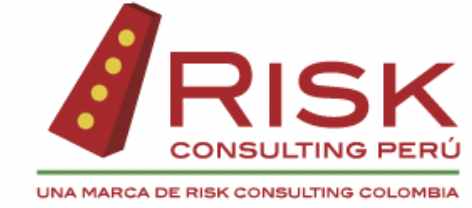 RISK
CONSULTING PERÚ
UNA MARCA DE RISK CONSULTING COLOMBIA